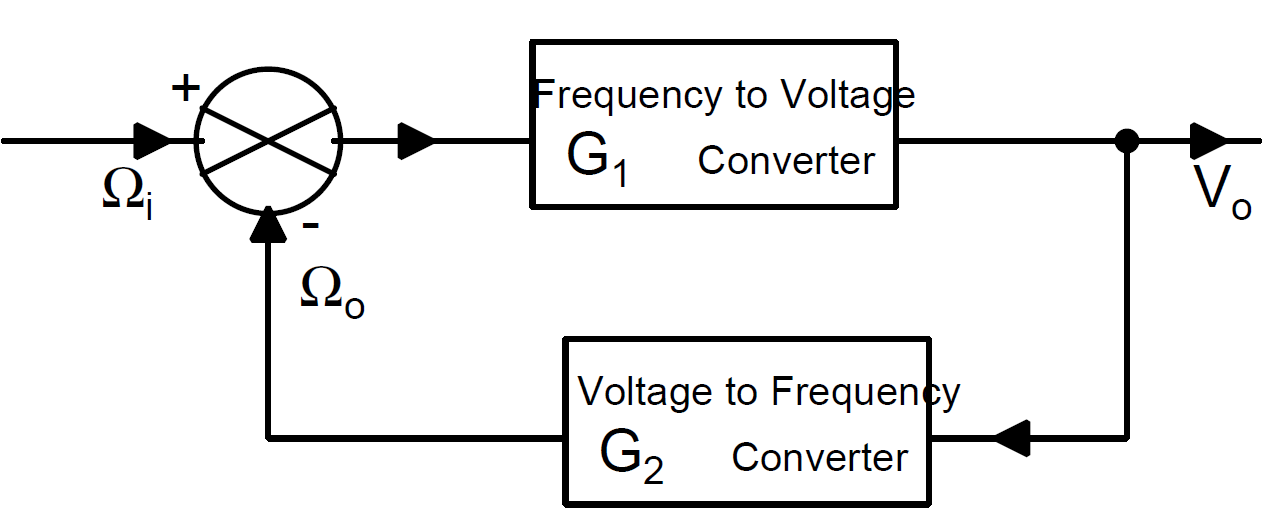 +
Ωi
-
Ωo
Frequency to Voltage
G1 Converter
Vo
Voltage to Frequency
G2 Converter